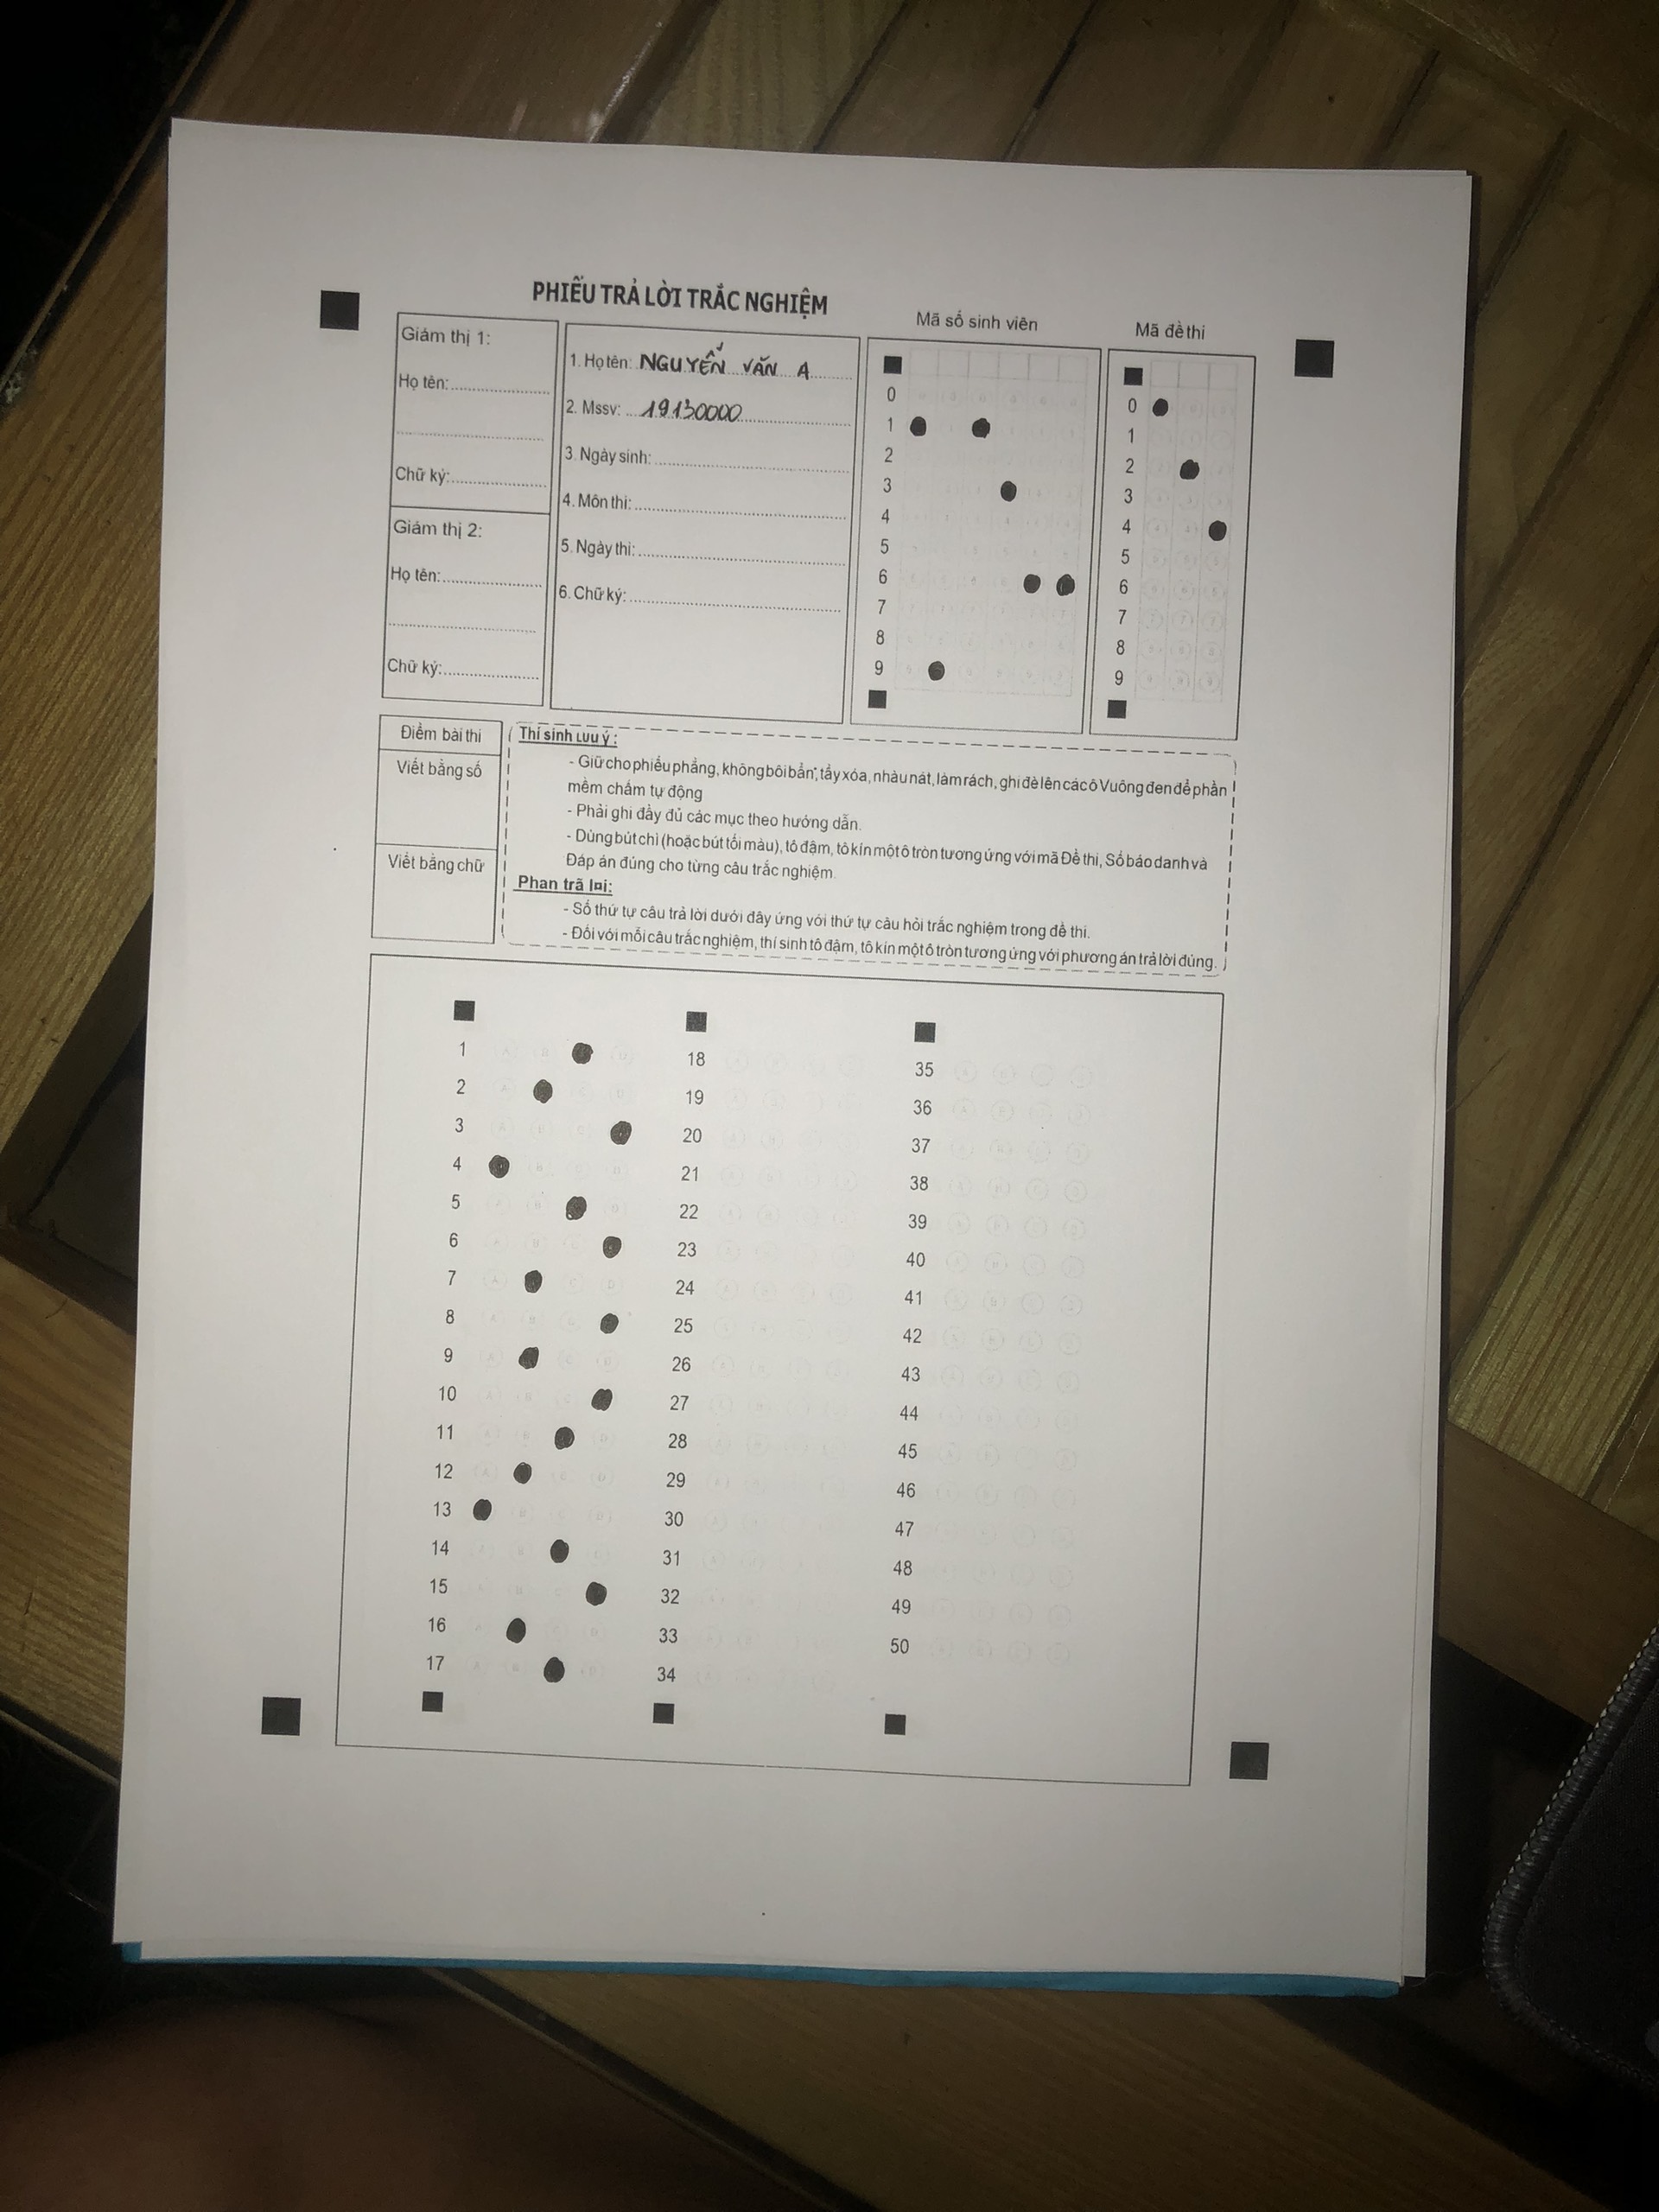 PHIẾU TRẢ LỜI TRẮC NGHIỆM
Giám thị 1:
Họ tên:
Chữ ký:
Giám thị 2:
Họ tên:
Chữ ký:
1. Họ tên: NGUYỄN VĂN A
2. Mssv: 19130000
3. Ngày sinh:
4. Môn thi:
5. Ngày thi:
6. Chữ ký:
Mã số sinh viên
0
1
2
3
4
5
6
7
8
9
Mã đề thi
0
1
2
3
4
5
6
7
8
9
Điểm bài thi
Viết bằng số
Viết bằng chữ
Thí sinh Lưu ý :
- Giữ cho phiếu phẳng, không bôi bẩn, tẩy xóa, nhàu nát, làm rách, ghi đè lên các ô Vuông đen để phần
mềm chấm tự động
- Phải ghi đầy đủ các mục theo hướng dẫn.
- Dùng bút chì (hoặc bút tối màu), tô đậm, tô kín một ô tròn tương ứng với mã Đề thi, Số báo danh và
Đáp án đúng cho từng câu trắc nghiệm.
Phan trã lời:
- Số thứ tự câu trả lời dưới đây ứng với thứ tự câu hỏi trắc nghiệm trong đề thi.
- Đối với mỗi câu trắc nghiệm, thí sinh tô đậm, tô kín một ô tròn tương ứng với phương án trả lời đúng.
1
2
3
4
5
6
7
8
9
10
11
12
13
14
15
16
17
18
19
20
21
22
23
24
25
26
27
28
29
30
31
32
33
34
35
36
37
38
39
40
41
42
43
44
45
46
47
48
49
50